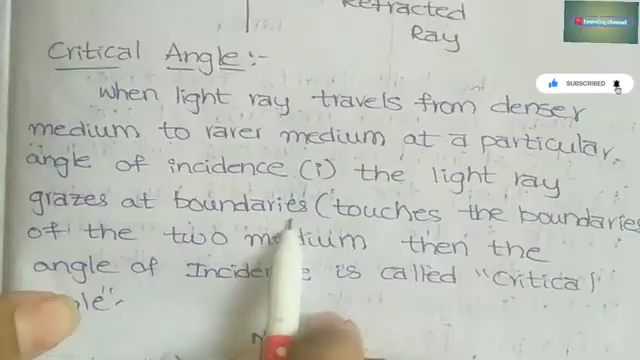 Refracted
Ray
Learning channel
SUBSCRIBED
Critical Angle :-
When light ray travels from denser
medium to rarer medium at a particular
angle of incidence (i) the light ray
grazes at boundaries (touches the boundaries
of the two medium then the
angle of Incidence is called "Critical